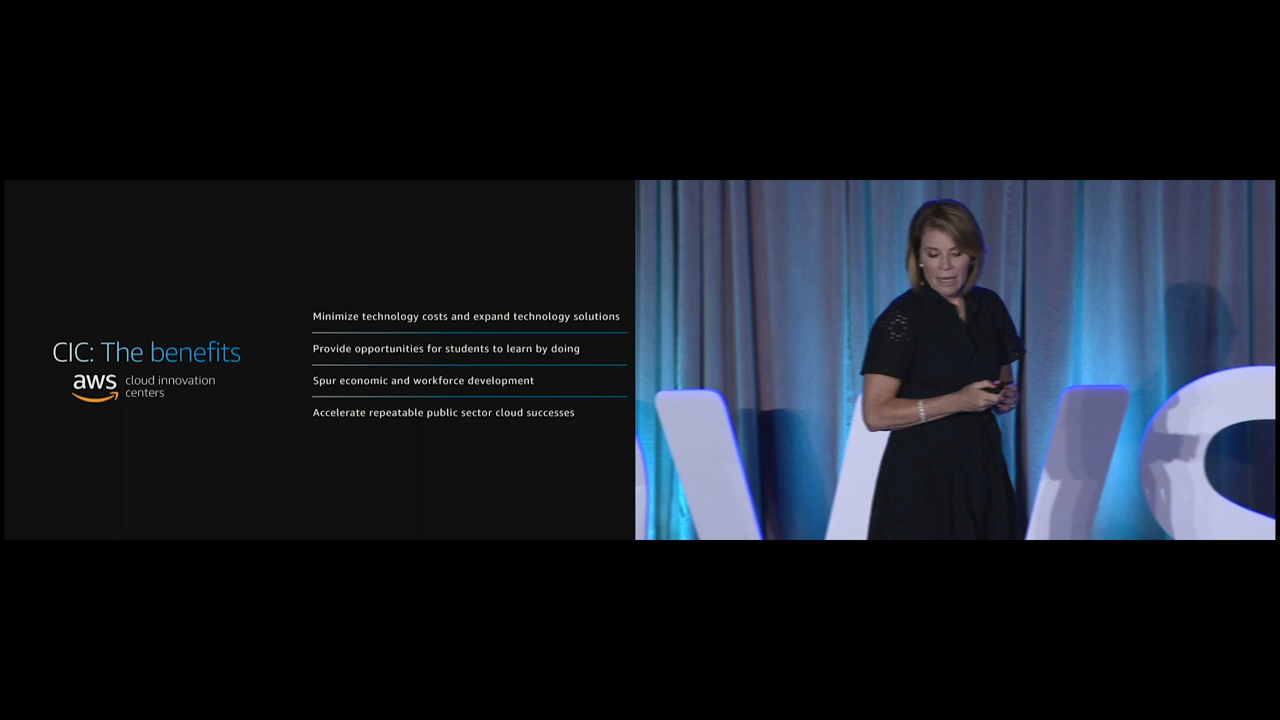 CIC: The benefits
aws
cloud innovation
centers
Minimize technology costs and expand technology solutions
Provide opportunities for students to learn by doing
Spur economic and workforce development
Accelerate repeatable public sector cloud successes
ws